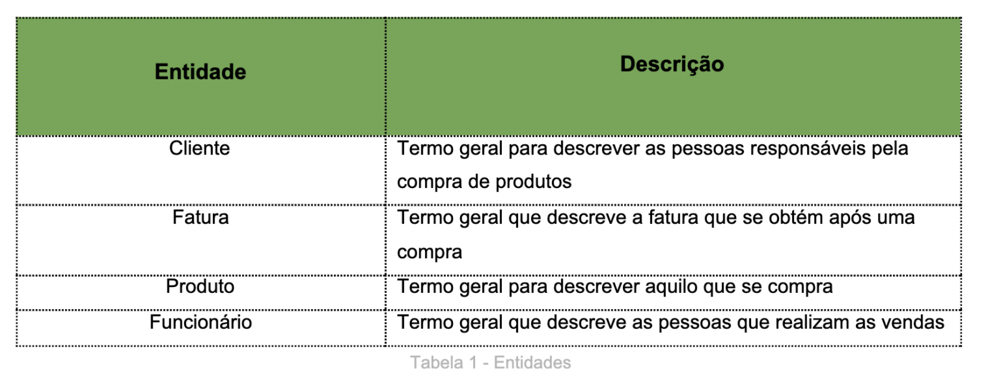 Entidade
Descrição
Cliente
Termo geral para descrever as pessoas responsáveis pela
compra de produtos
Fatura
Termo geral que descreve a fatura que se obtém após uma
compra
Produto
Termo geral para descrever aquilo que se compra
Funcionário
Termo geral que descreve as pessoas que realizam as vendas
Tabela 1 - Entidades